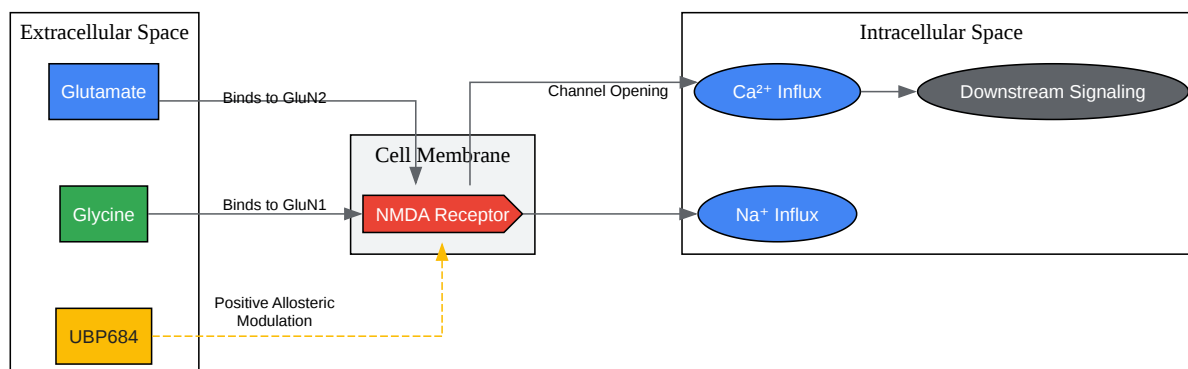 Extracellular Space
Glutamate
Glycine
UBP684
Binds to GluN2
Binds to GluN1
Positive Allosteric
Modulation
Cell Membrane
NMDA Receptor
Channel Opening
Intracellular Space
Ca²⁺ Influx
Downstream Signaling
Na⁺ Influx